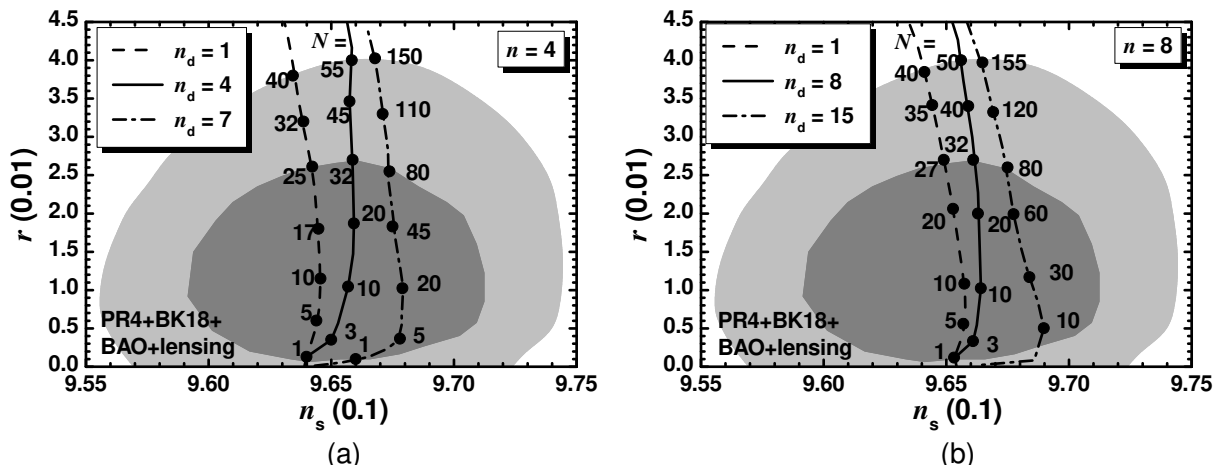 4.5
4.0
3.5
3.0
2.5
2.0
1.5
1.0
0.5
0.0
r (0.01)
n_d = 1
n_d = 4
n_d = 7
N =
n = 4
40
32
25
17
10
5
1
55
45
32
20
10
3
150
110
80
45
20
5
1
PR4+BK18+
BAO+lensing
9.55 9.60 9.65 9.70 9.75
n_s (0.1)
(a)
4.5
4.0
3.5
3.0
2.5
2.0
1.5
1.0
0.5
0.0
r (0.01)
n_d = 1
n_d = 8
n_d = 15
N =
n = 8
40
35
27
20
10
5
1
50
40
32
20
10
3
155
120
80
60
30
10
PR4+BK18+
BAO+lensing
9.55 9.60 9.65 9.70 9.75
n_s (0.1)
(b)